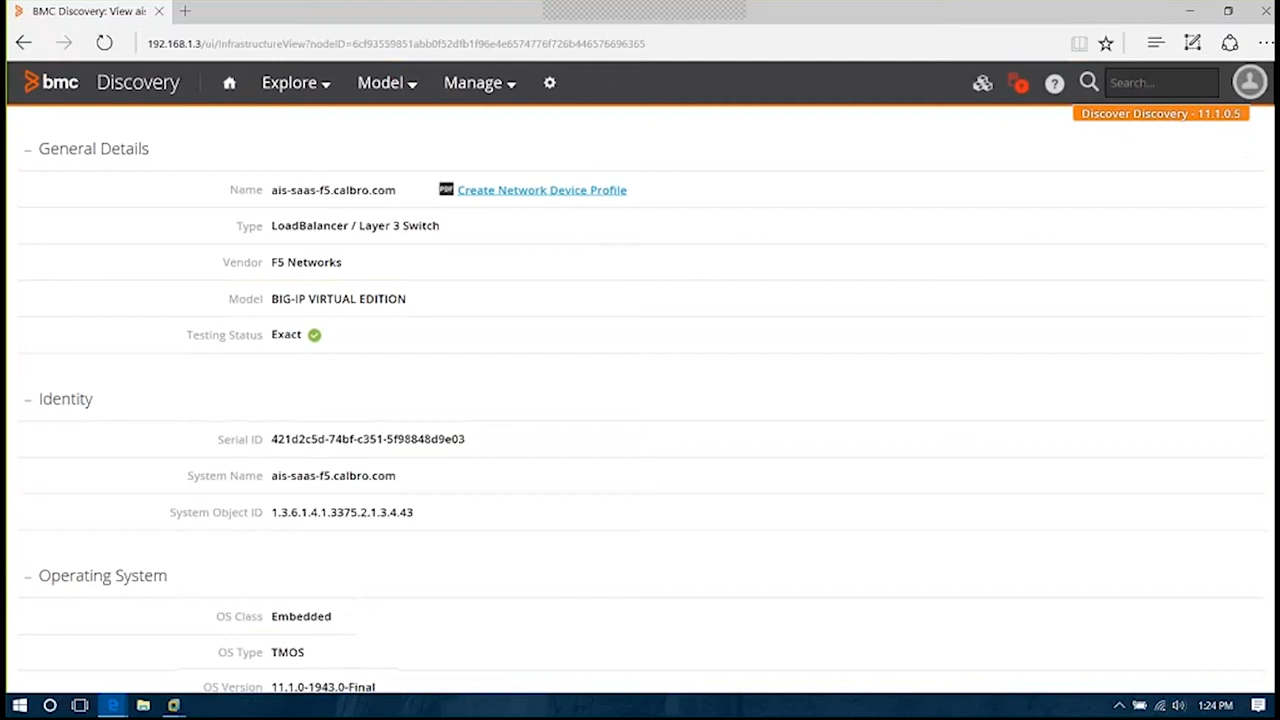 BMC Discovery: View ais
192.168.1.3/ui/InfrastructureView?nodeID=6cf93559851abb0f52dfb1f96e4e6574776f726b446576696365
bmc Discovery Explore Model Manage Search...
Discover Discovery - 11.1.0.5
General Details
Name ais-saas-f5.calbro.com PDF Create Network Device Profile
Type LoadBalancer / Layer 3 Switch
Vendor F5 Networks
Model BIG-IP VIRTUAL EDITION
Testing Status Exact
Identity
Serial ID 421d2c5d-74bf-c351-5f98848d9e03
System Name ais-saas-f5.calbro.com
System Object ID 1.3.6.1.4.1.3375.2.1.3.4.43
Operating System
OS Class Embedded
OS Type TMOS
OS Version 11.1.0-1943.0-Final
1:24 PM